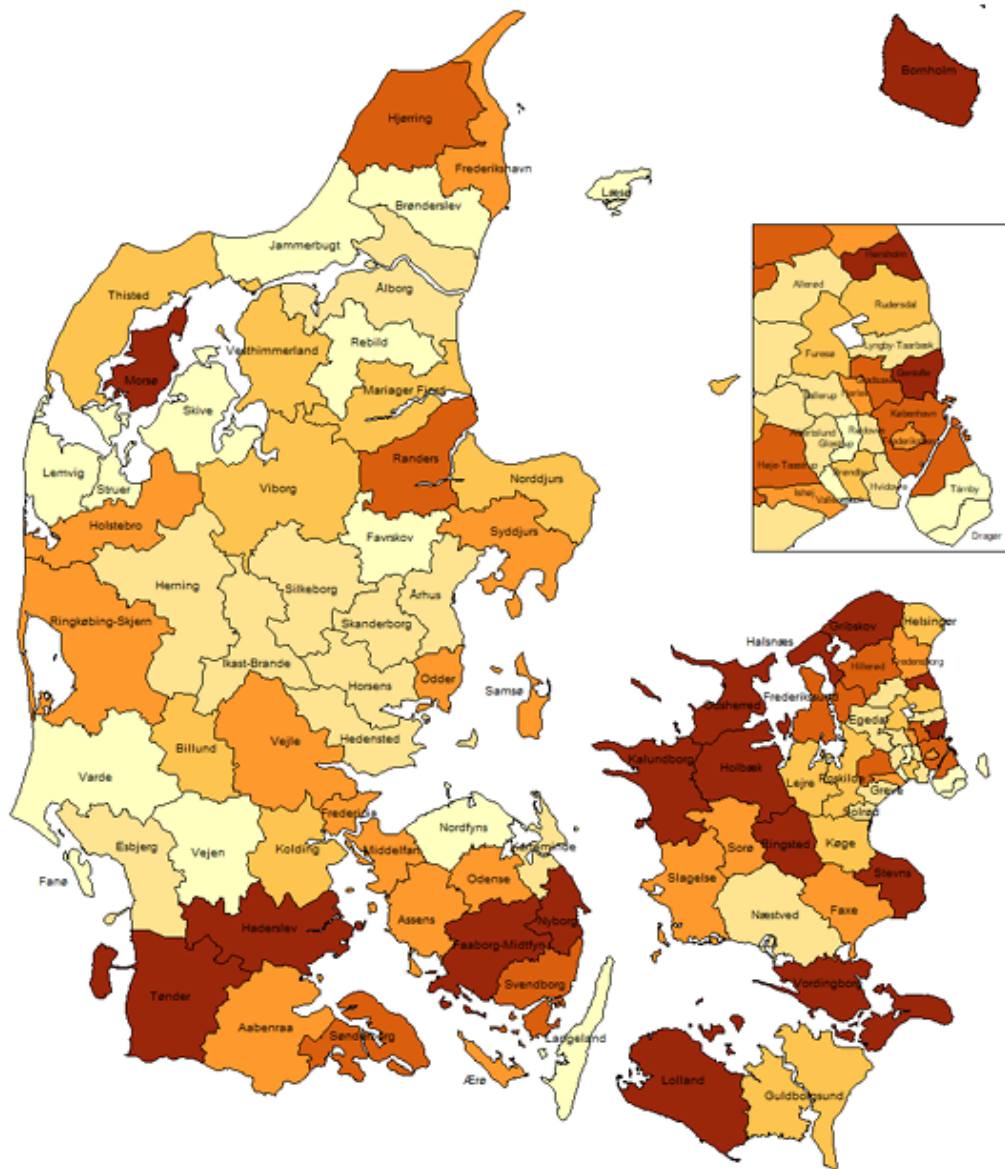 Bornholm
Hjørring
Frederikshavn
Læsø
Brønderslev
Jammerbugt
Ålborg
Thisted
Vesthimmerland
Rebild
Morsø
Mariager Fjord
Skive
Randers
Lemvig
Struer
Viborg
Norddjurs
Holstebro
Syddjurs
Favrskov
Herning
Silkeborg
Århus
Ringkøbing-Skjern
Skanderborg
Ikast-Brande
Odder
Samsø
Horsens
Hedensted
Billund
Vejle
Varde
Fredericia
Nordfyns
Esbjerg
Vejen
Kolding
Middelfart
Kerteminde
Fanø
Odense
Assens
Nyborg
Haderslev
Faaborg-Midtfyn
Tønder
Svendborg
Aabenraa
Sønderborg
Langeland
Ærø
Hørsholm
Allerød
Rudersdal
Lyngby-Taarbæk
Furesø
Gentofte
Gladsaxe
Ballerup
Herlev
København
Albertslund
Rødovre
Frederiksberg
Glostrup
Høje-Taastrup
Brøndby
Hvidovre
Ishøj
Vallensbæk
Tårnby
Dragør
Gribskov
Helsingør
Halsnæs
Hillerød
Fredensborg
Frederikssund
Odsherred
Egedal
Kalundborg
Holbæk
Lejre
Roskilde
Greve
Solrød
Sorø
Ringsted
Køge
Slagelse
Stevns
Næstved
Faxe
Vordingborg
Lolland
Guldborgsund